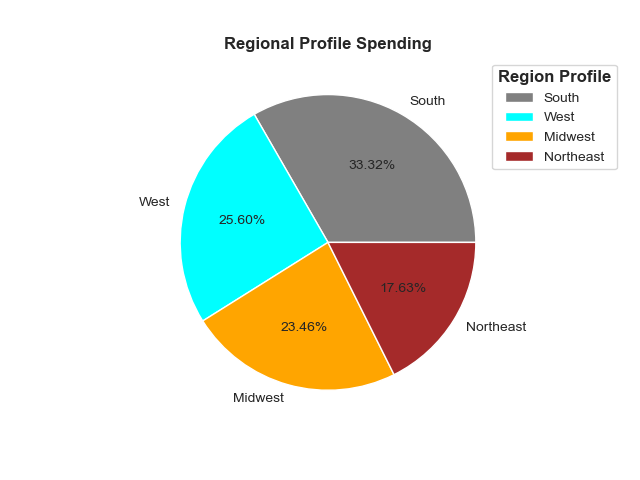 Regional Profile Spending
Region Profile
South
West
Midwest
Northeast
South
33.32%
West
25.60%
17.63%
23.46%
Northeast
Midwest